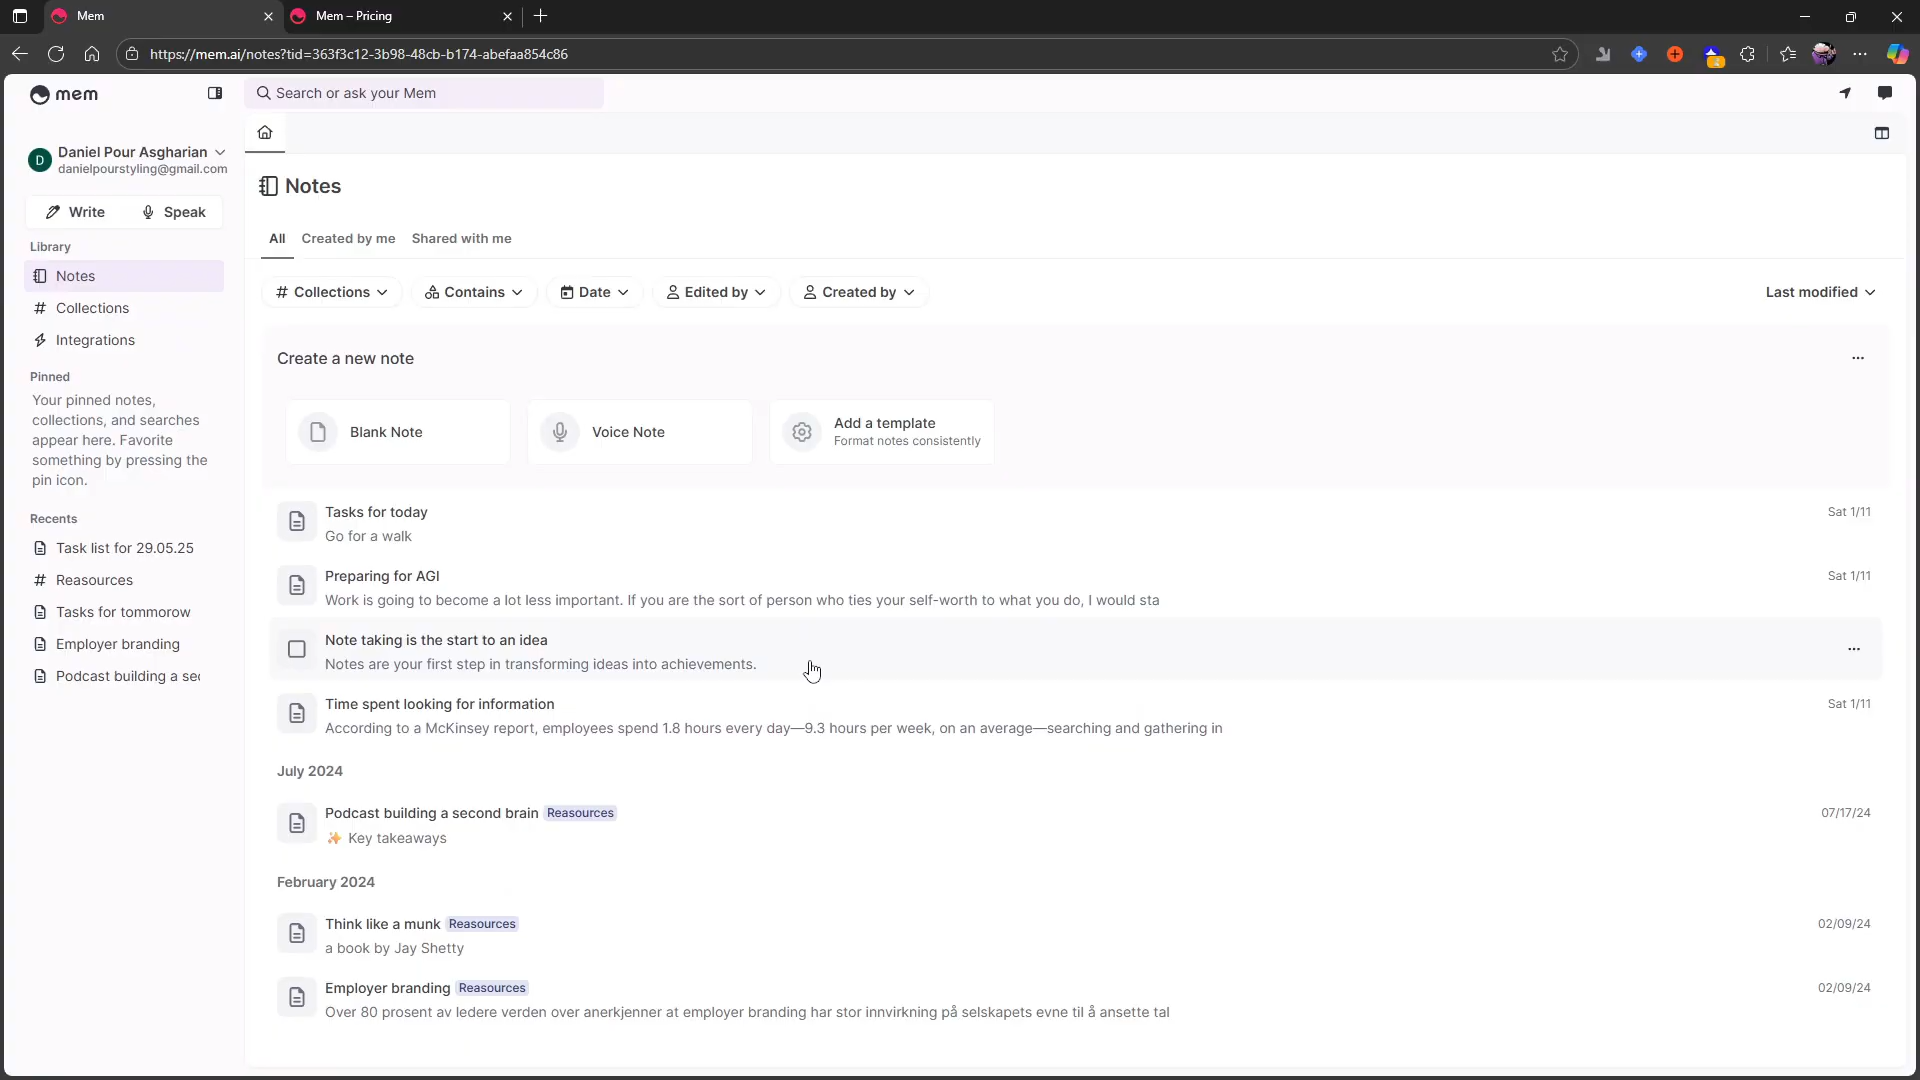 Mem
Mem – Pricing
https://mem.ai/notes?tid=363f3c12-3b98-48cb-b174-abefaa854c86
mem
Search or ask your Mem
D
Daniel Pour Asgharian
danielpourstyling@gmail.com
Write
Speak
Library
Notes
Collections
Integrations
Pinned
Your pinned notes,
collections, and searches
appear here. Favorite
something by pressing the
pin icon.
Recents
Task list for 29.05.25
# Reasources
Tasks for tommorow
Employer branding
Podcast building a sec
Notes
All
Created by me
Shared with me
# Collections
Contains
Date
Edited by
Created by
Last modified
Create a new note
Blank Note
Voice Note
Add a template
Format notes consistently
Tasks for today
Sat 1/11
Go for a walk
Preparing for AGI
Sat 1/11
Work is going to become a lot less important. If you are the sort of person who ties your self-worth to what you do, I would sta
Note taking is the start to an idea
Notes are your first step in transforming ideas into achievements.
Time spent looking for information
Sat 1/11
According to a McKinsey report, employees spend 1.8 hours every day—9.3 hours per week, on an average—searching and gathering in
July 2024
Podcast building a second brain Reasources
07/17/24
✨ Key takeaways
February 2024
Think like a munk Reasources
02/09/24
a book by Jay Shetty
Employer branding Reasources
02/09/24
Over 80 prosent av ledere verden over anerkjenner at employer branding har stor innvirkning på selskapets evne til å ansette tal